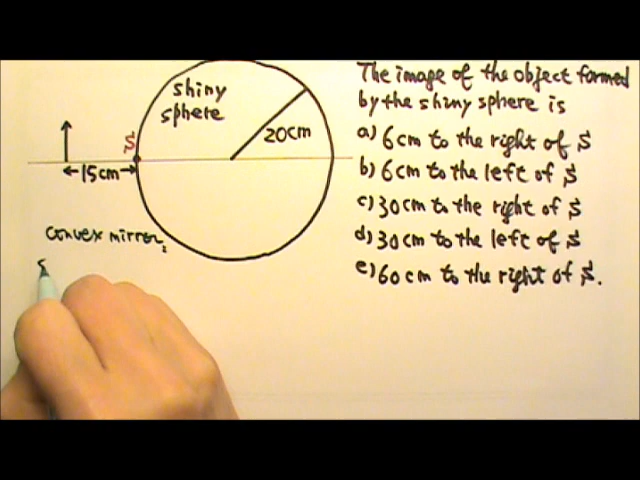 shiny
sphere
20cm
S
15cm
convex mirror,
s
The image of the object formed
by the shiny sphere is
a) 6cm to the right of S
b) 6cm to the left of S
c) 30cm to the right of S
d) 30cm to the left of S
e) 60cm to the right of S.